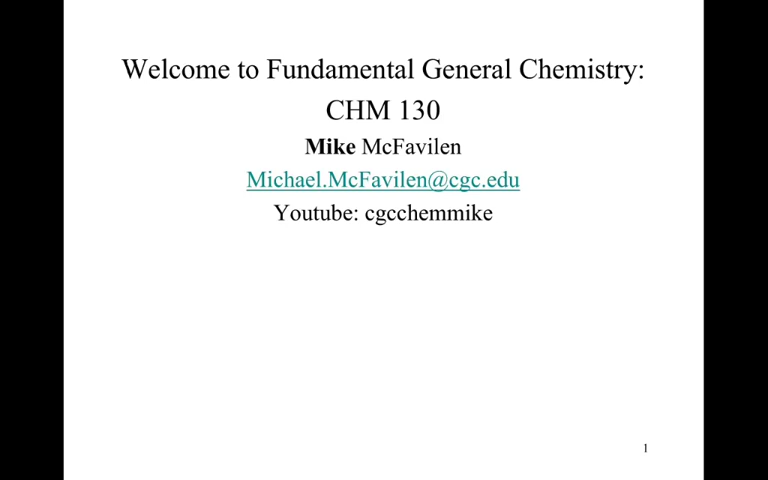 Welcome to Fundamental General Chemistry:
CHM 130
Mike McFavilen
Michael.McFavilen@cgc.edu
Youtube: cgcchemmike
1